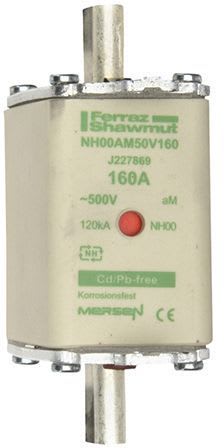 Ferraz
Shawmut
NH00AM50V160
J227869
160A
~500V aM
120kA NH00
NH
Cd/Pb-free
Korrosionsfest
MERSEN CE